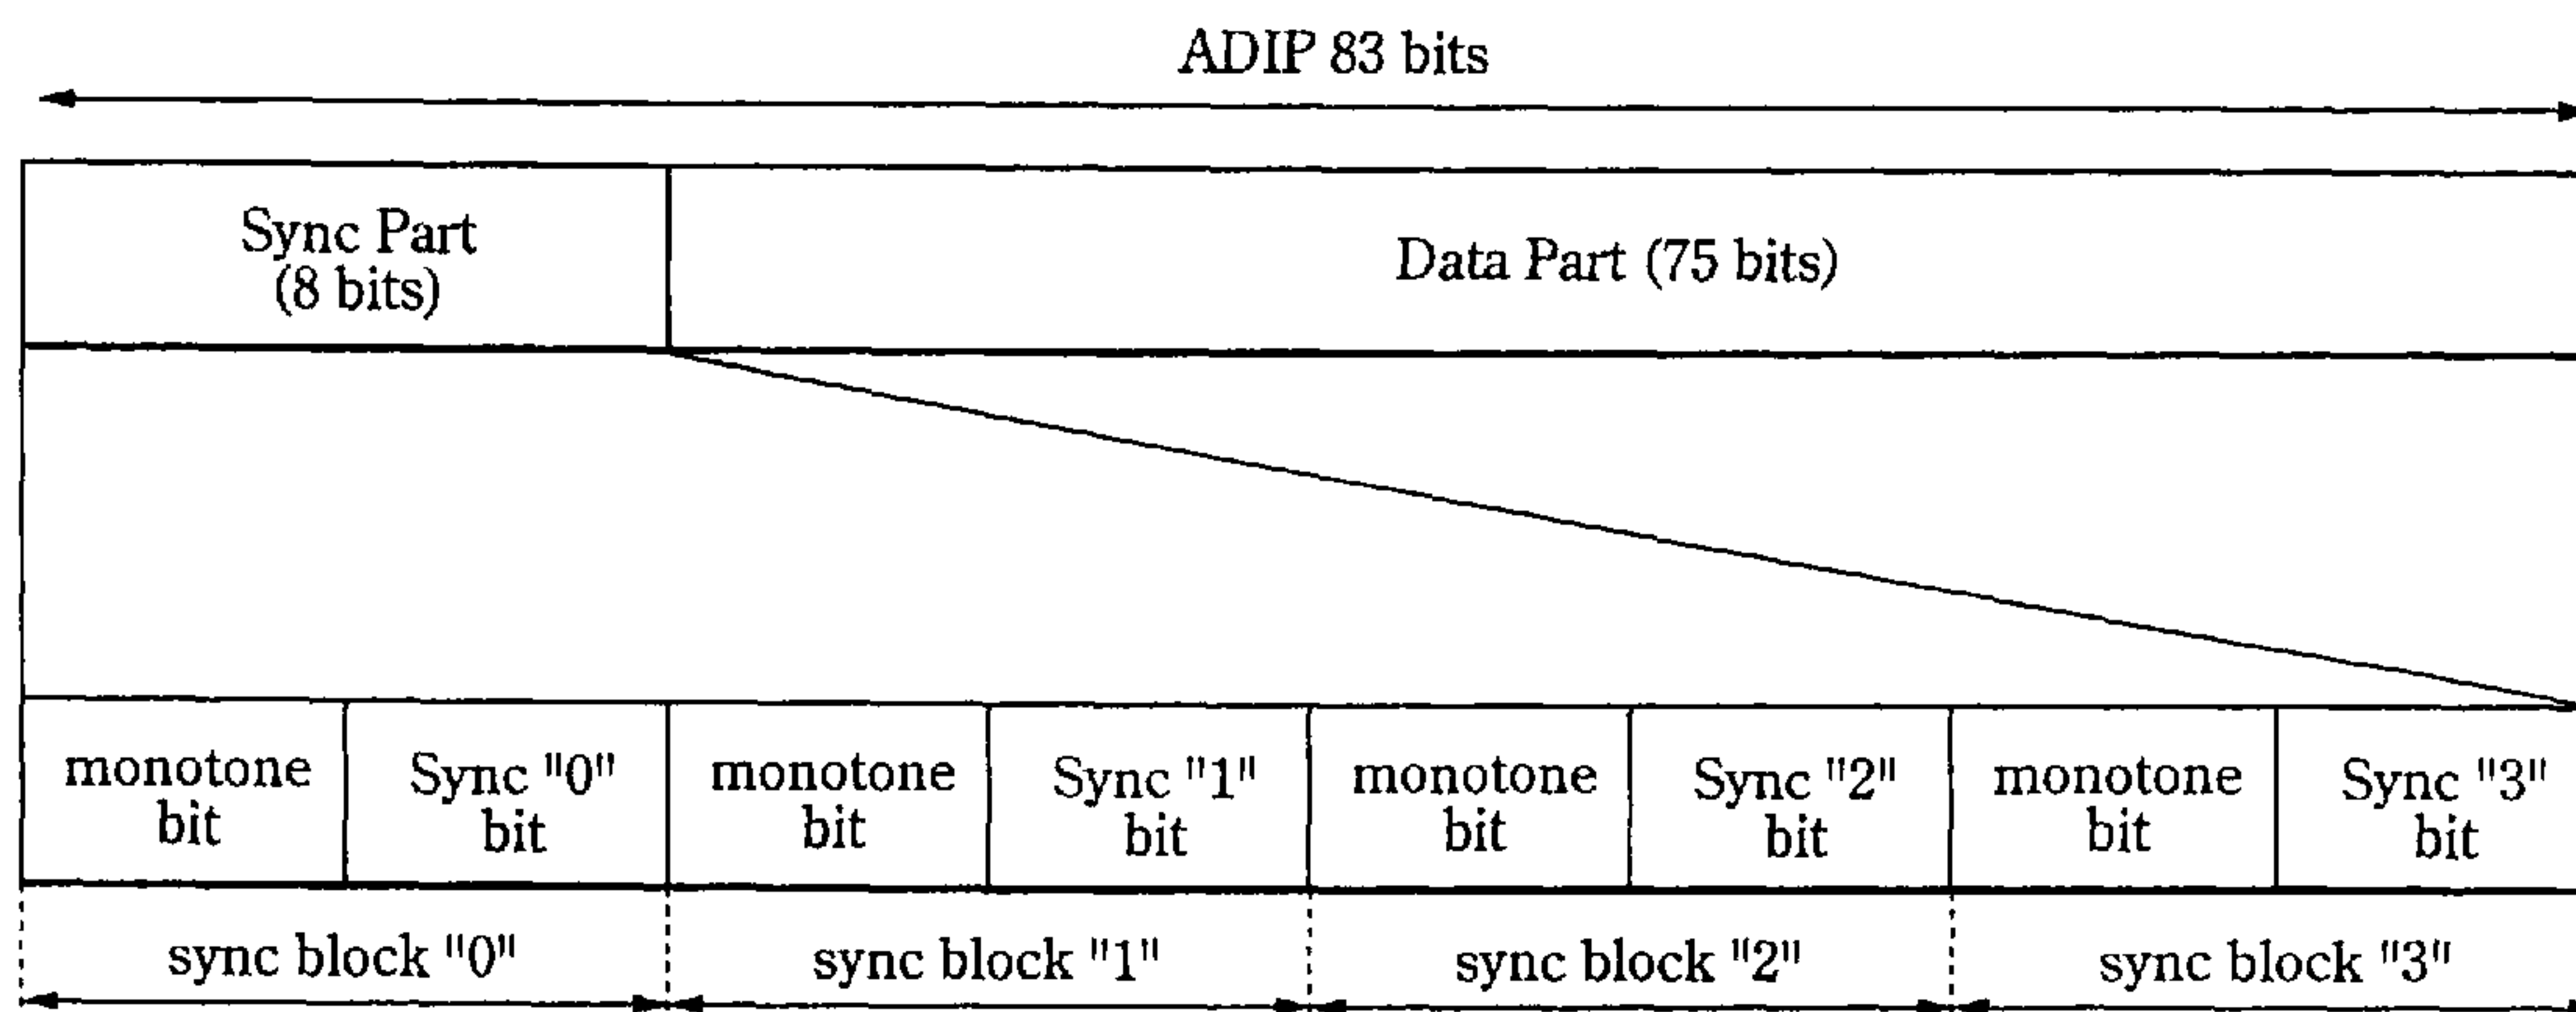 ADIP 83 bits
Sync Part
(8 bits)
Data Part (75 bits)
monotone
bit
Sync "0"
bit
monotone
bit
Sync "1"
bit
monotone
bit
Sync "2"
bit
monotone
bit
Sync "3"
bit
sync block "0"
sync block "1"
sync block "2"
sync block "3"